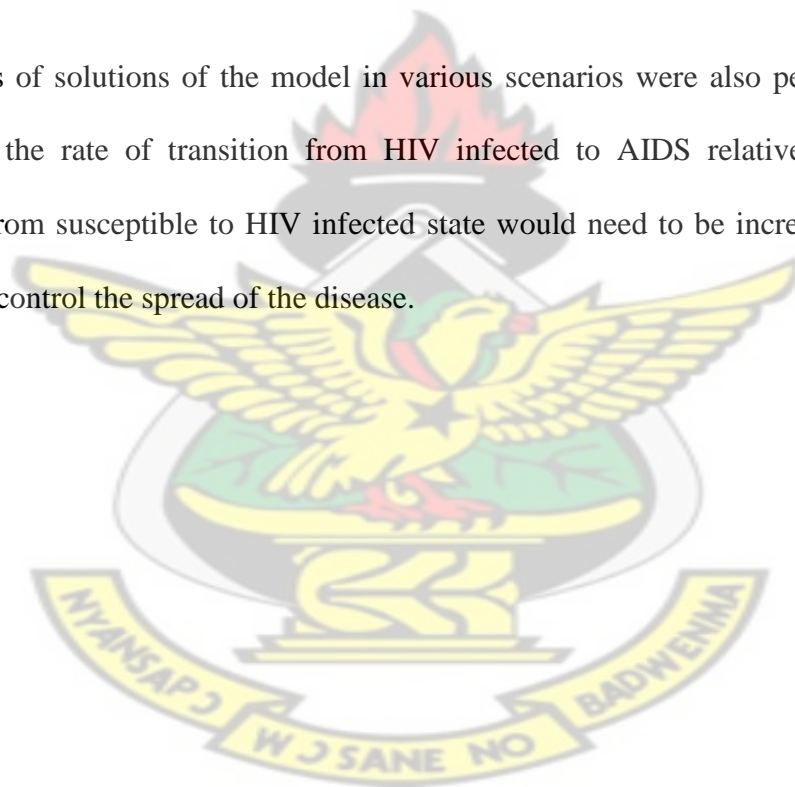 s of solutions of the model in various scenarios were also pe
the rate of transition from HIV infected to AIDS relative
rom susceptible to HIV infected state would need to be incre
control the spread of the disease.
NYANSAPƆ
WƆSANE NO
BADWENMA